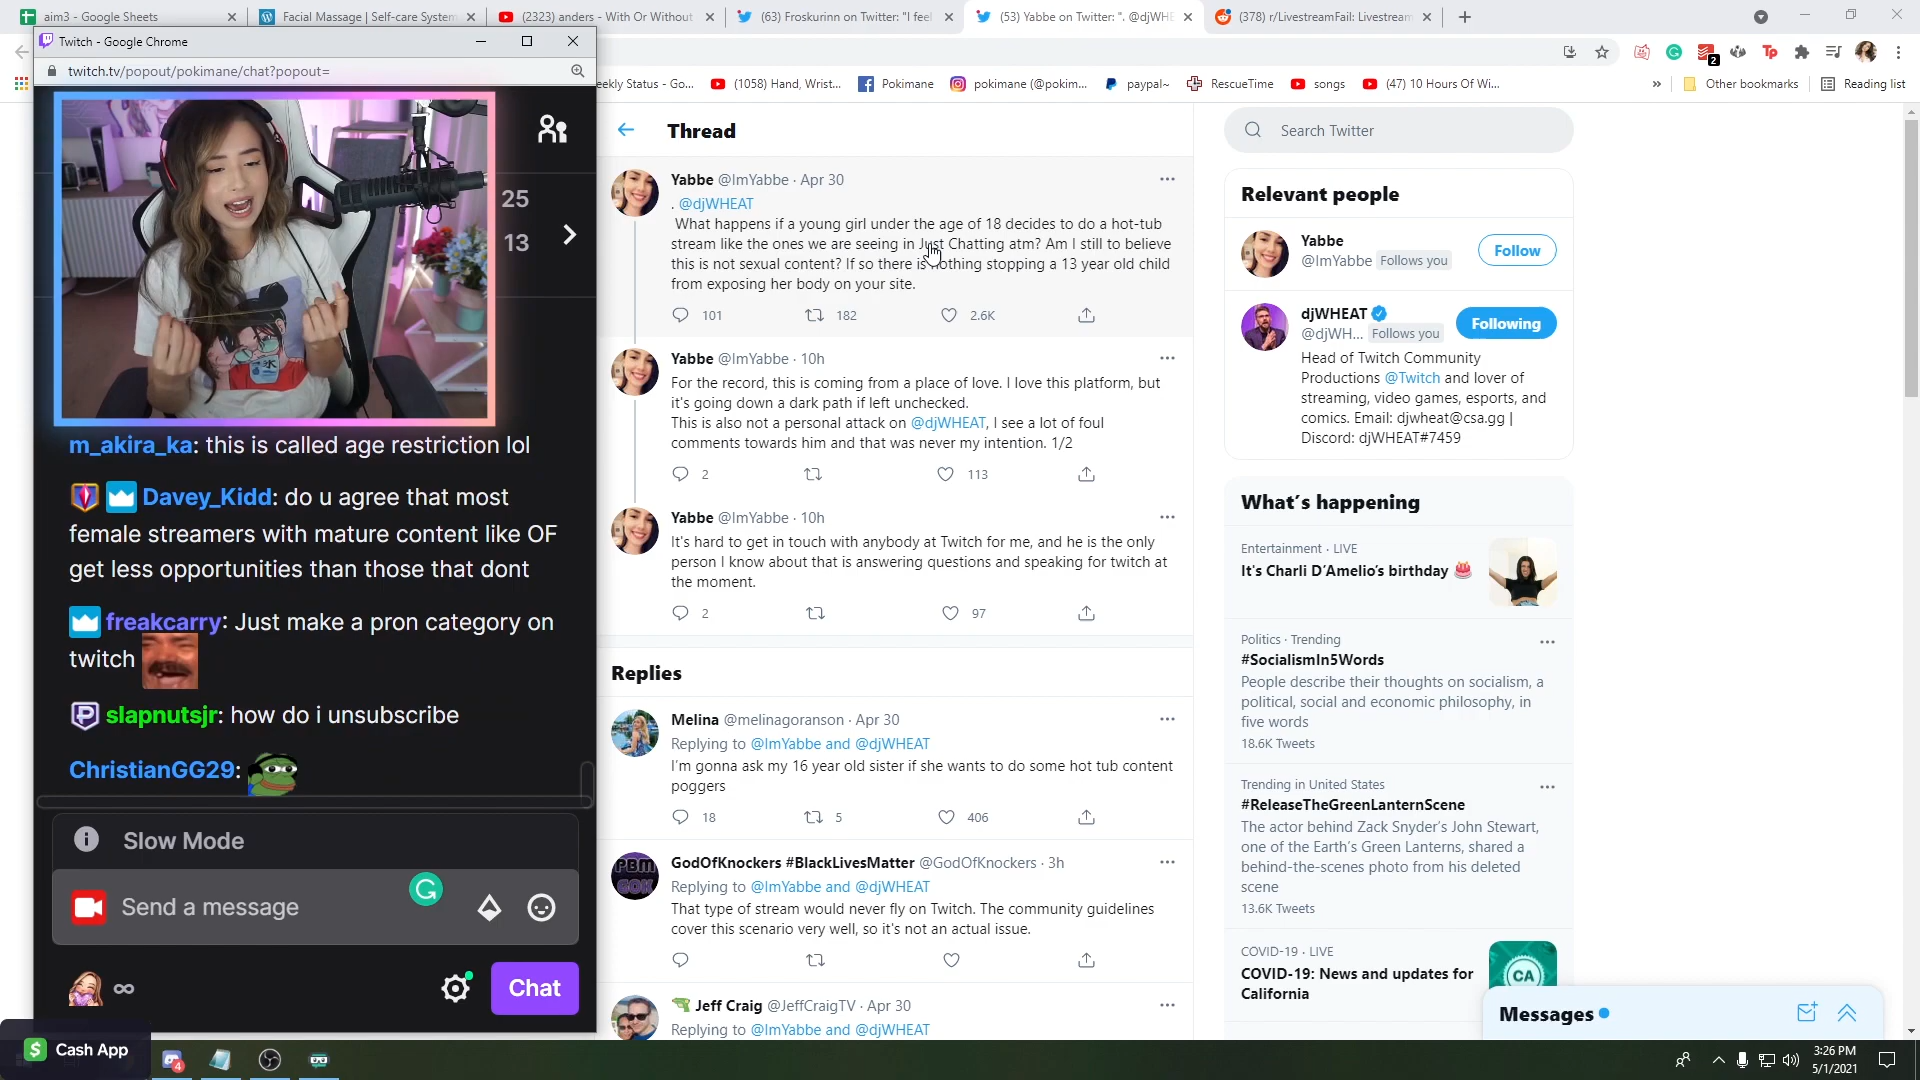 aim3 - Google Sheets
Facial Massage | Self-care System
(2323) anders - With Or Without
(63) Froskurinn on Twitter: "I feel
(53) Yabbe on Twitter: ". @djWHE
(378) r/LivestreamFail: Livestream
Twitch - Google Chrome
twitch.tv/popout/pokimane/chat?popout=
2
eekly Status - Go...
(1058) Hand, Wrist...
Pokimane
pokimane (@pokim...
paypal~
RescueTime
songs
(47) 10 Hours Of Wi...
»
Other bookmarks
Reading list
25
13
m_akira_ka: this is called age restriction lol
Davey_Kidd: do u agree that most
female streamers with mature content like OF
get less opportunities than those that dont
freakcarry: Just make a pron category on
twitch
slapnutsjr: how do i unsubscribe
ChristianGG29:
Slow Mode
Send a message
∞
Chat
Thread
Yabbe @ImYabbe · Apr 30
. @djWHEAT
What happens if a young girl under the age of 18 decides to do a hot-tub
stream like the ones we are seeing in Just Chatting atm? Am I still to believe
this is not sexual content? If so there is nothing stopping a 13 year old child
from exposing her body on your site.
101 182 2.6K
Yabbe @ImYabbe · 10h
For the record, this is coming from a place of love. I love this platform, but
it's going down a dark path if left unchecked.
This is also not a personal attack on @djWHEAT, I see a lot of foul
comments towards him and that was never my intention. 1/2
2 113
Yabbe @ImYabbe · 10h
It's hard to get in touch with anybody at Twitch for me, and he is the only
person I know about that is answering questions and speaking for twitch at
the moment.
2 97
Replies
Melina @melinagoranson · Apr 30
Replying to @ImYabbe and @djWHEAT
I'm gonna ask my 16 year old sister if she wants to do some hot tub content
poggers
18 5 406
PBM
GOK
GodOfKnockers #BlackLivesMatter @GodOfKnockers · 3h
Replying to @ImYabbe and @djWHEAT
That type of stream would never fly on Twitch. The community guidelines
cover this scenario very well, so it's not an actual issue.
Jeff Craig @JeffCraigTV · Apr 30
Replying to @ImYabbe and @djWHEAT
Search Twitter
Relevant people
Yabbe
@ImYabbe Follows you
Follow
djWHEAT
@djWH... Follows you
Following
Head of Twitch Community
Productions @Twitch and lover of
streaming, video games, esports, and
comics. Email: djwheat@csa.gg |
Discord: djWHEAT#7459
What's happening
Entertainment · LIVE
It's Charli D'Amelio's birthday
Politics · Trending
#SocialismIn5Words
People describe their thoughts on socialism, a
political, social and economic philosophy, in
five words
18.6K Tweets
Trending in United States
#ReleaseTheGreenLanternScene
The actor behind Zack Snyder's John Stewart,
one of the Earth's Green Lanterns, shared a
behind-the-scenes photo from his deleted
scene
13.6K Tweets
COVID-19 · LIVE
COVID-19: News and updates for
California
CA
Messages
Cash App
4
3:26 PM
5/1/2021